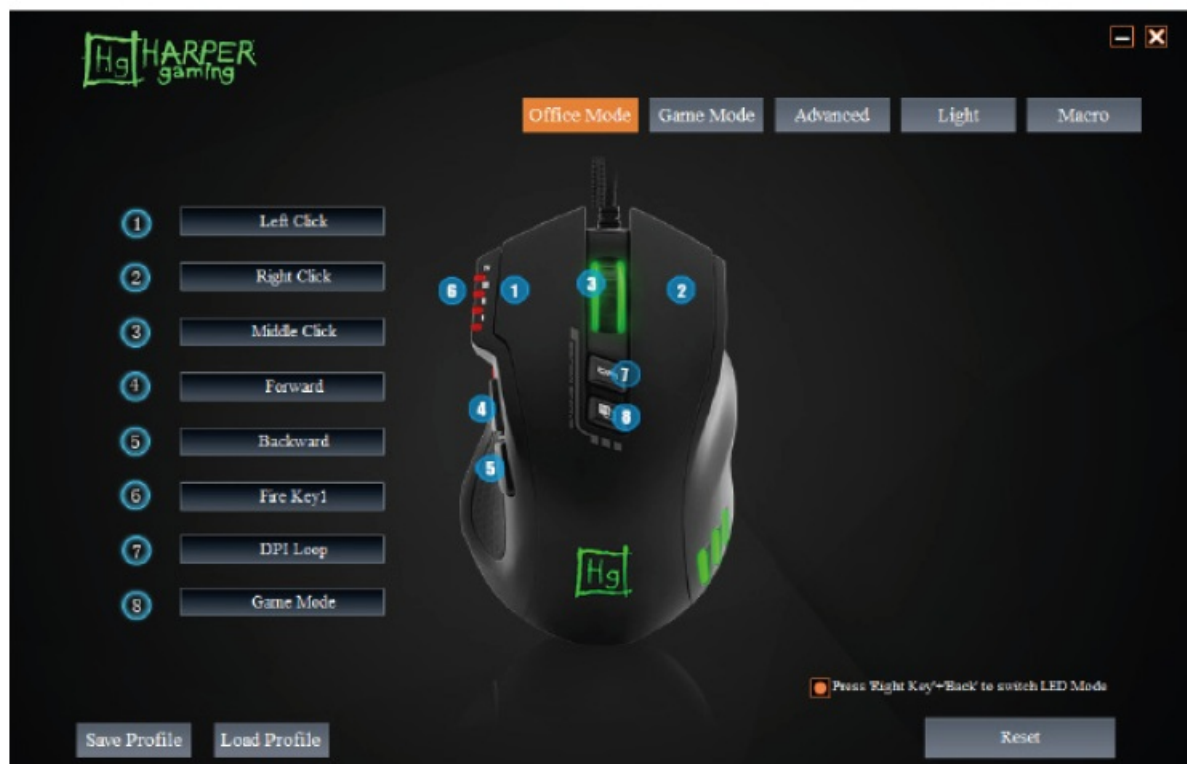 Hg HARPER
gaming
Office Mode Game Mode Advanced Light Macro
1 Left Click
2 Right Click
3 Middle Click
4 Forward
5 Backward
6 Fire Key1
7 DPI Loop
8 Game Mode
6 1 3 2
7
4 8
5
Hg
Press 'Right Key'+'Back' to switch LED Mode
Save Profile Load Profile Reset